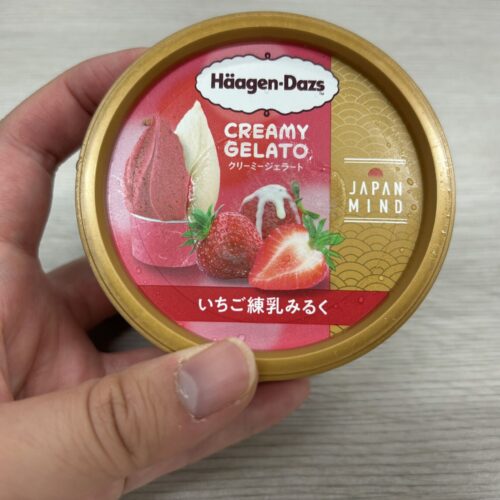 Häagen-Dazs
CREAMY
GELATO
クリーミージェラート
JAPAN
MIND
いちご練乳みるく